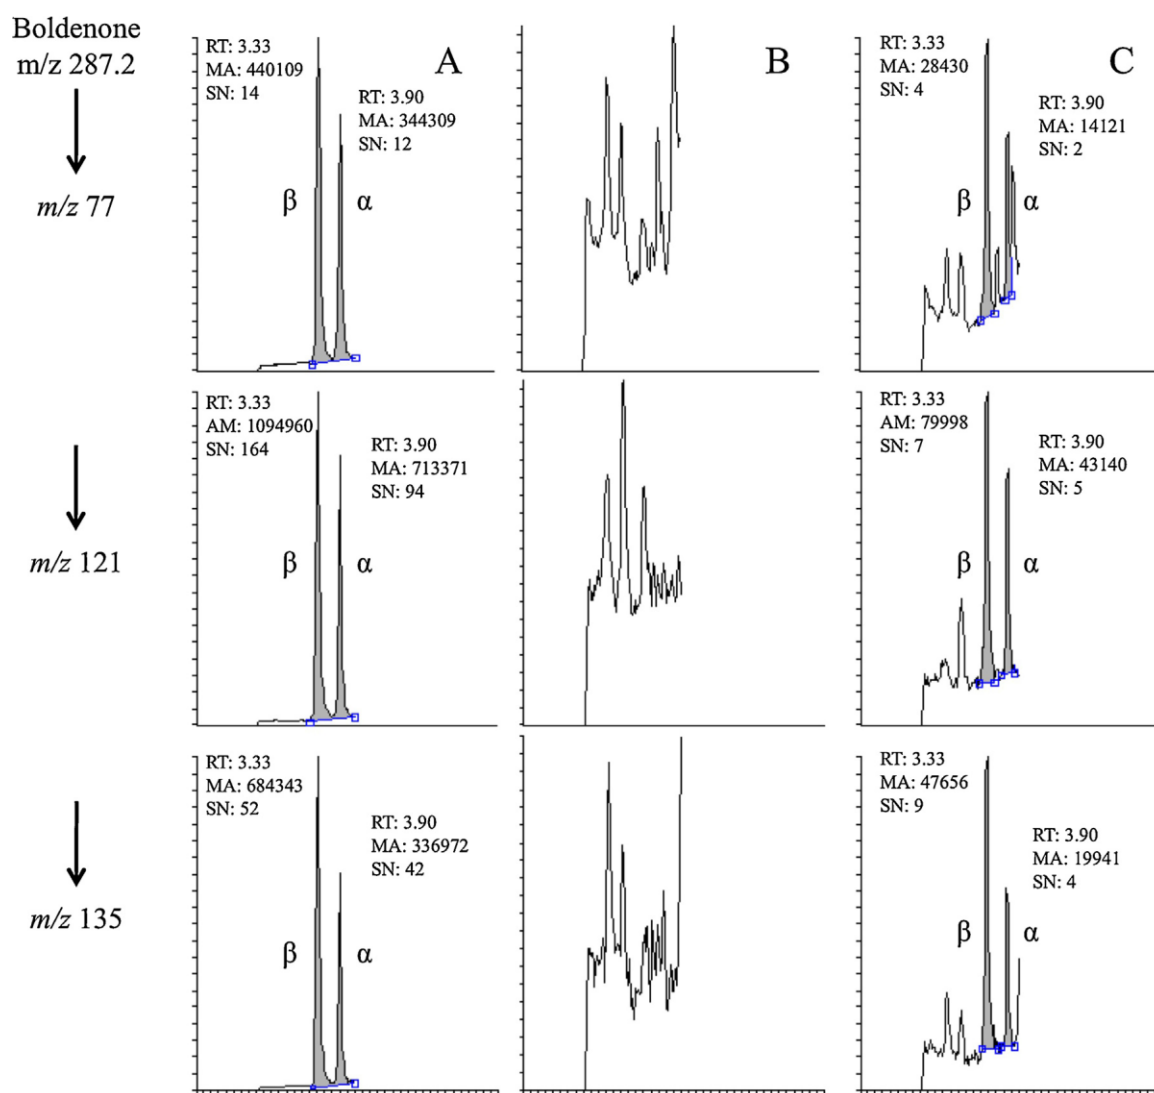 Boldenone
m/z 287.2
m/z 77
A
RT: 3.33
MA: 440109
SN: 14
RT: 3.90
MA: 344309
SN: 12
β
α
B
C
RT: 3.33
MA: 28430
SN: 4
RT: 3.90
MA: 14121
SN: 2
β
α
m/z 121
RT: 3.33
AM: 1094960
SN: 164
RT: 3.90
MA: 713371
SN: 94
β
α
RT: 3.33
AM: 79998
SN: 7
RT: 3.90
MA: 43140
SN: 5
β
α
m/z 135
RT: 3.33
MA: 684343
SN: 52
RT: 3.90
MA: 336972
SN: 42
β
α
RT: 3.33
MA: 47656
SN: 9
RT: 3.90
MA: 19941
SN: 4
β
α